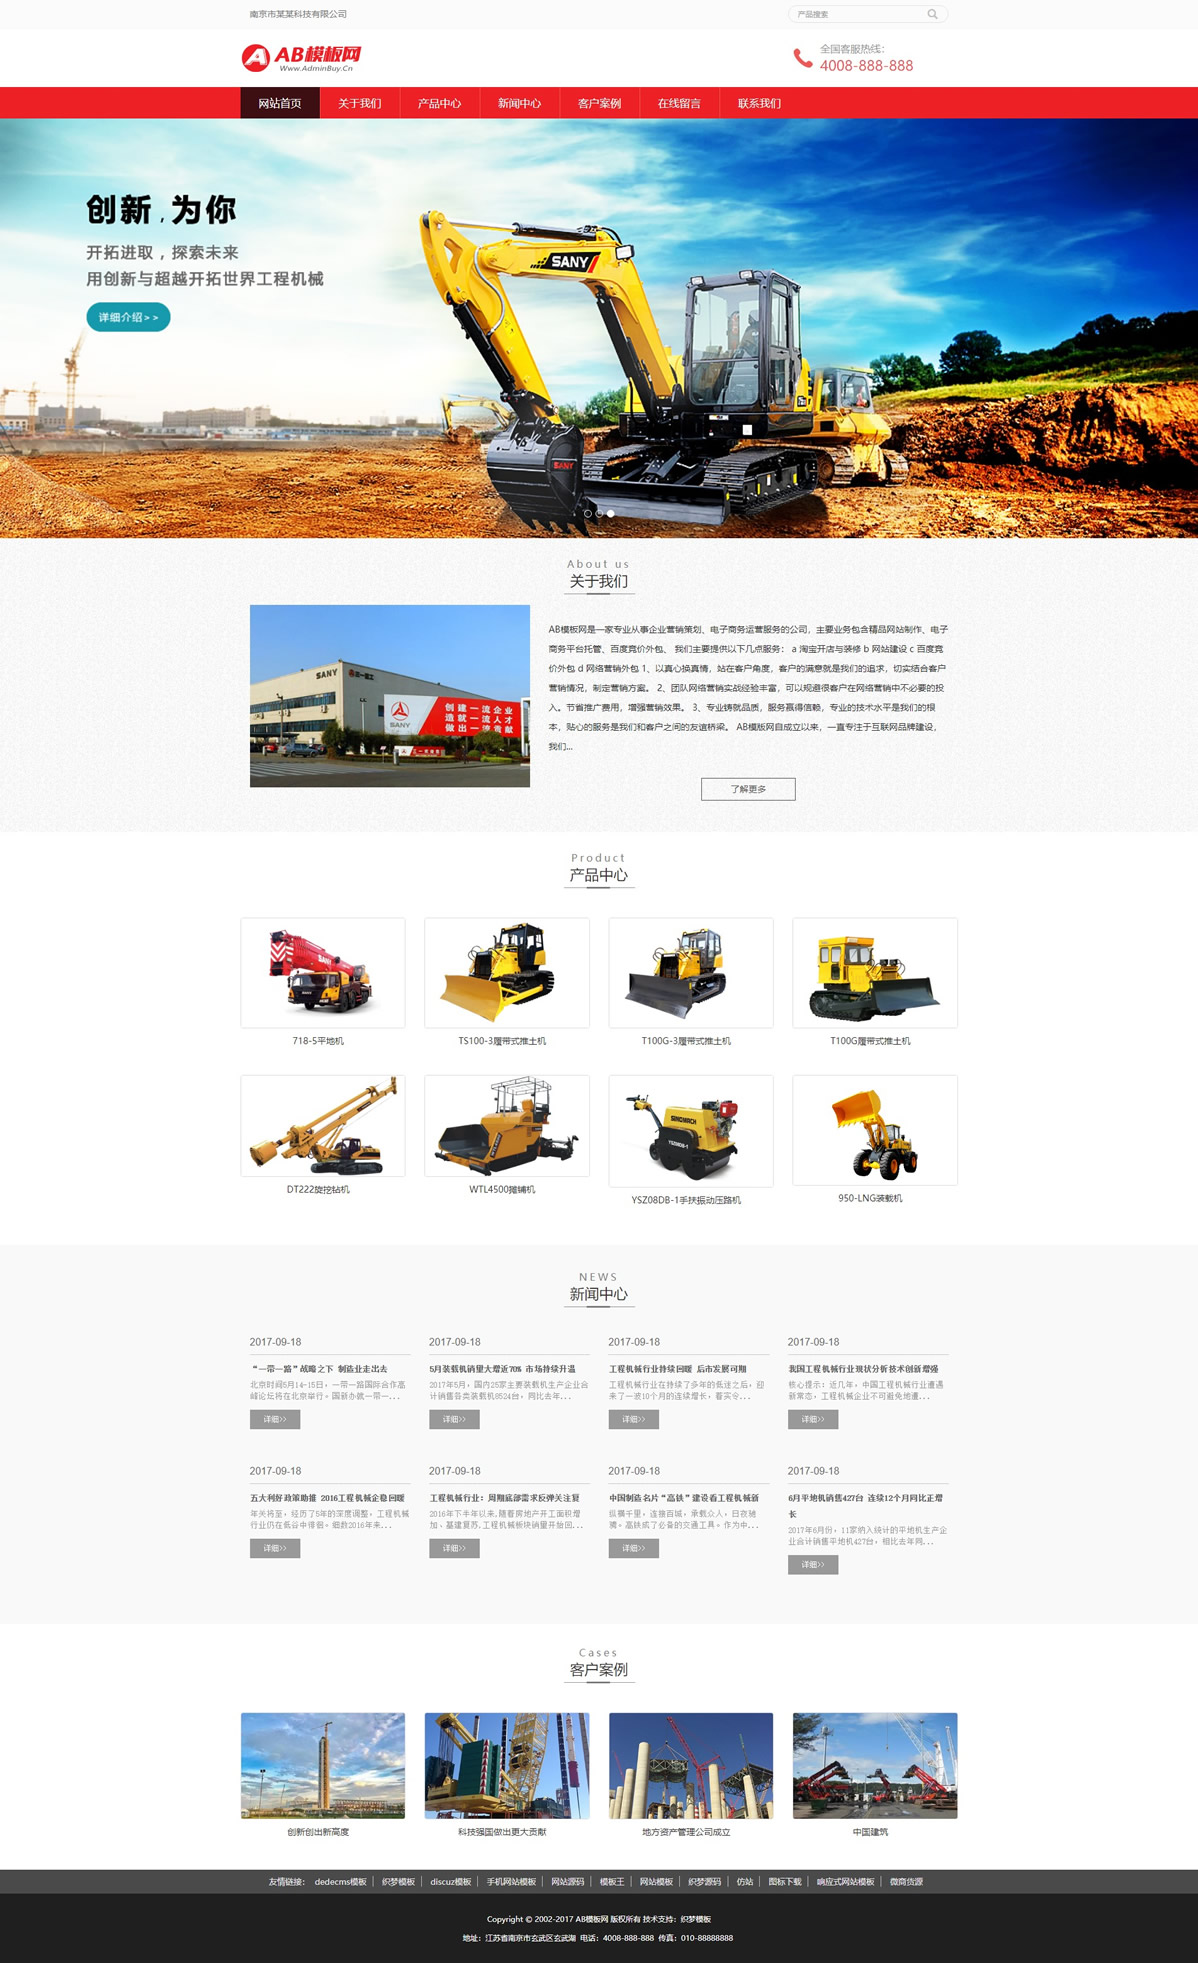 南京市某某科技有限公司
产品搜索
AB模板网
Www.AdminBuy.Cn
全国客服热线：
4008-888-888
网站首页 关于我们 产品中心 新闻中心 客户案例 在线留言 联系我们
创新，为你
开拓进取，探索未来
用创新与超越开拓世界工程机械
详细介绍>>
SANY
SANY
About us
关于我们
SANY 三一重工
创建一流企业
造就一流人才
做出一流贡献
SANY
AB模板网是一家专业从事企业营销策划、电子商务运营服务的公司，主要业务包含精品网站制作、电子
商务平台托管、百度竞价外包、 我们主要提供以下几点服务： a 淘宝开店与装修 b 网站建设 c 百度竞
价外包 d 网络营销外包 1、以真心换真情，站在客户角度，客户的满意就是我们的追求，切实结合客户
营销情况，制定营销方案。 2、团队网络营销实战经验丰富，可以规避很客户在网络营销中不必要的投
入。节省推广费用，增强营销效果。 3、专业铸就品质，服务赢得信赖，专业的技术水平是我们的根
本，贴心的服务是我们和客户之间的友谊桥梁。 AB模版网自成立以来，一直专注于互联网品牌建设，
我们...
了解更多
Product
产品中心
718-5平地机
TS100-3履带式推土机
T100G-3履带式推土机
T100G履带式推土机
DT222旋挖钻机
WTL4500摊铺机
YSZ08DB-1手扶振动压路机
950-LNG装载机
NEWS
新闻中心
2017-09-18
“一带一路”战略之下 制造业走出去
北京时间5月14-15日，一带一路国际合作高
峰论坛将在北京举行。国新办就一带一...
详细>>
2017-09-18
5月装载机销量大增近70% 市场持续升温
2017年5月，国内25家主要装载机生产企业合
计销售各类装载机8524台，同比去年...
详细>>
2017-09-18
工程机械行业持续回暖 后市发展可期
工程机械行业在持续了多年的低迷之后，迎
来了一波10个月的连续增长，着实令...
详细>>
2017-09-18
我国工程机械行业现状分析技术创新增强
核心提示：近几年，中国工程机械行业遭遇
新常态，工程机械企业不可避免地遭...
详细>>
2017-09-18
五大利好政策助推 2016工程机械企稳回暖
年关将至，经历了5年的深度调整，工程机械
行业仍在低谷中徘徊。细数2016年来...
详细>>
2017-09-18
工程机械行业：周期底部需求反弹关注复
2016年下半年以来,随着房地产开工面积增
加、基建复苏,工程机械板块销量开始回...
详细>>
2017-09-18
中国制造名片“高铁”建设看工程机械新
纵横千里，连接百城，承载众人，日夜驰
骋。高铁成了必备的交通工具。作为中...
详细>>
2017-09-18
6月平地机销售427台 连续12个月同比正增
长
2017年6月份，11家纳入统计的平地机生产企
业合计销售平地机427台，相比去年同...
详细>>
Cases
客户案例
创新创出新高度
科技强国做出更大贡献
地方资产管理公司成立
中国建筑
友情链接： dedecms模板 织梦模板 discuz模板 手机网站模板 网站源码 模板王 网站模板 织梦源码 仿站 图标下载 响应式网站模板 微商货源
Copyright © 2002-2017 AB模板网 版权所有 技术支持：织梦模板
地址：江苏省南京市玄武区玄武湖 电话：4008-888-888 传真：010-88888888